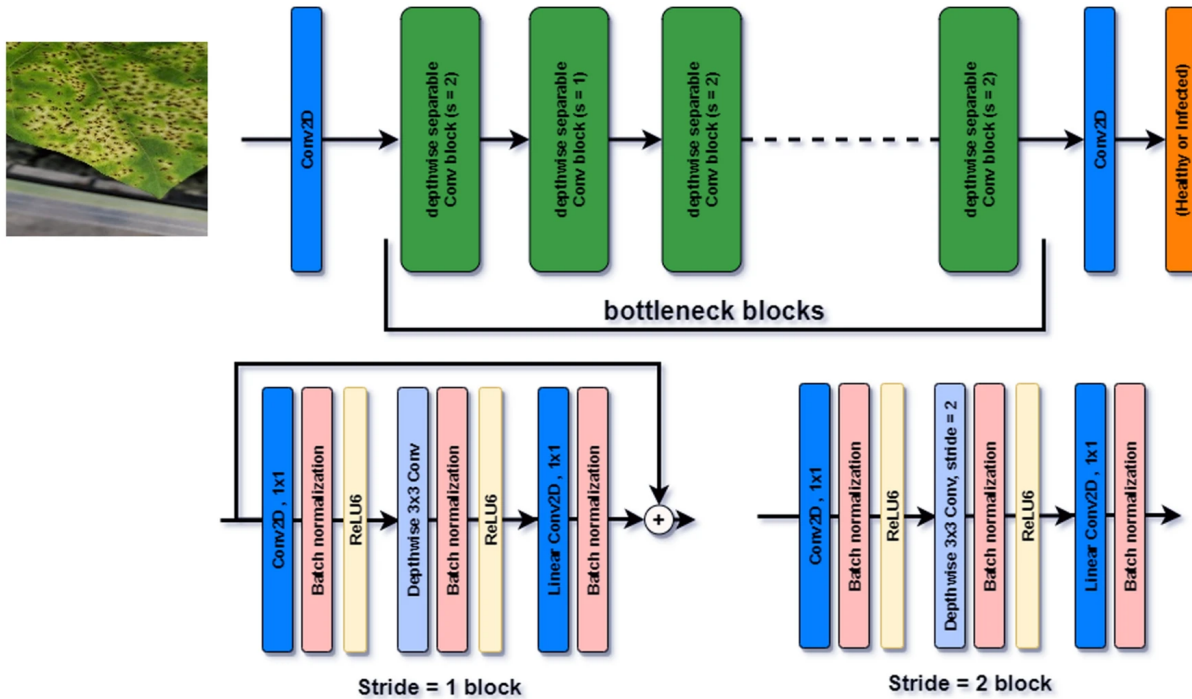 Conv2D
depthwise separable
Conv block (s = 2)
depthwise separable
Conv block (s = 1)
depthwise separable
Conv block (s = 2)
depthwise separable
Conv block (s = 2)
Conv2D
(Healthy or Infected)
bottleneck blocks
Conv2D , 1x1
Batch normalization
ReLU6
Depthwise 3x3 Conv
Batch normalization
ReLU6
Linear Conv2D , 1x1
Batch normalization
+
Stride = 1 block
Conv2D , 1x1
Batch normalization
ReLU6
Depthwise 3x3 Conv, stride = 2
Batch normalization
ReLU6
Linear Conv2D , 1x1
Batch normalization
Stride = 2 block